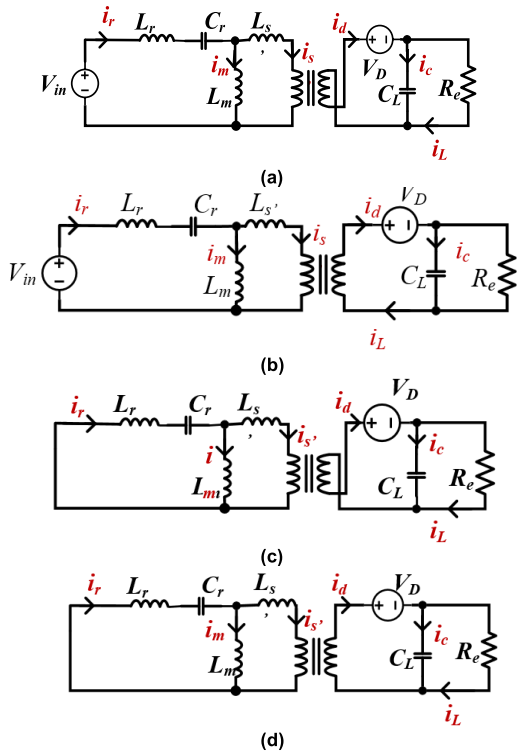 i_r L_r C_r L_s' i_s i_d V_D i_c
V_in i_m L_m C_L R_e i_L
(a)
i_r L_r C_r L_s' i_s i_d V_D i_c
V_in i_m L_m C_L R_e i_L
(b)
i_r L_r C_r L_s' i_s' i_d V_D i_c
i L_m C_L R_e i_L
(c)
i_r L_r C_r L_s' i_s' i_d V_D i_c
i_m L_m C_L R_e i_L
(d)